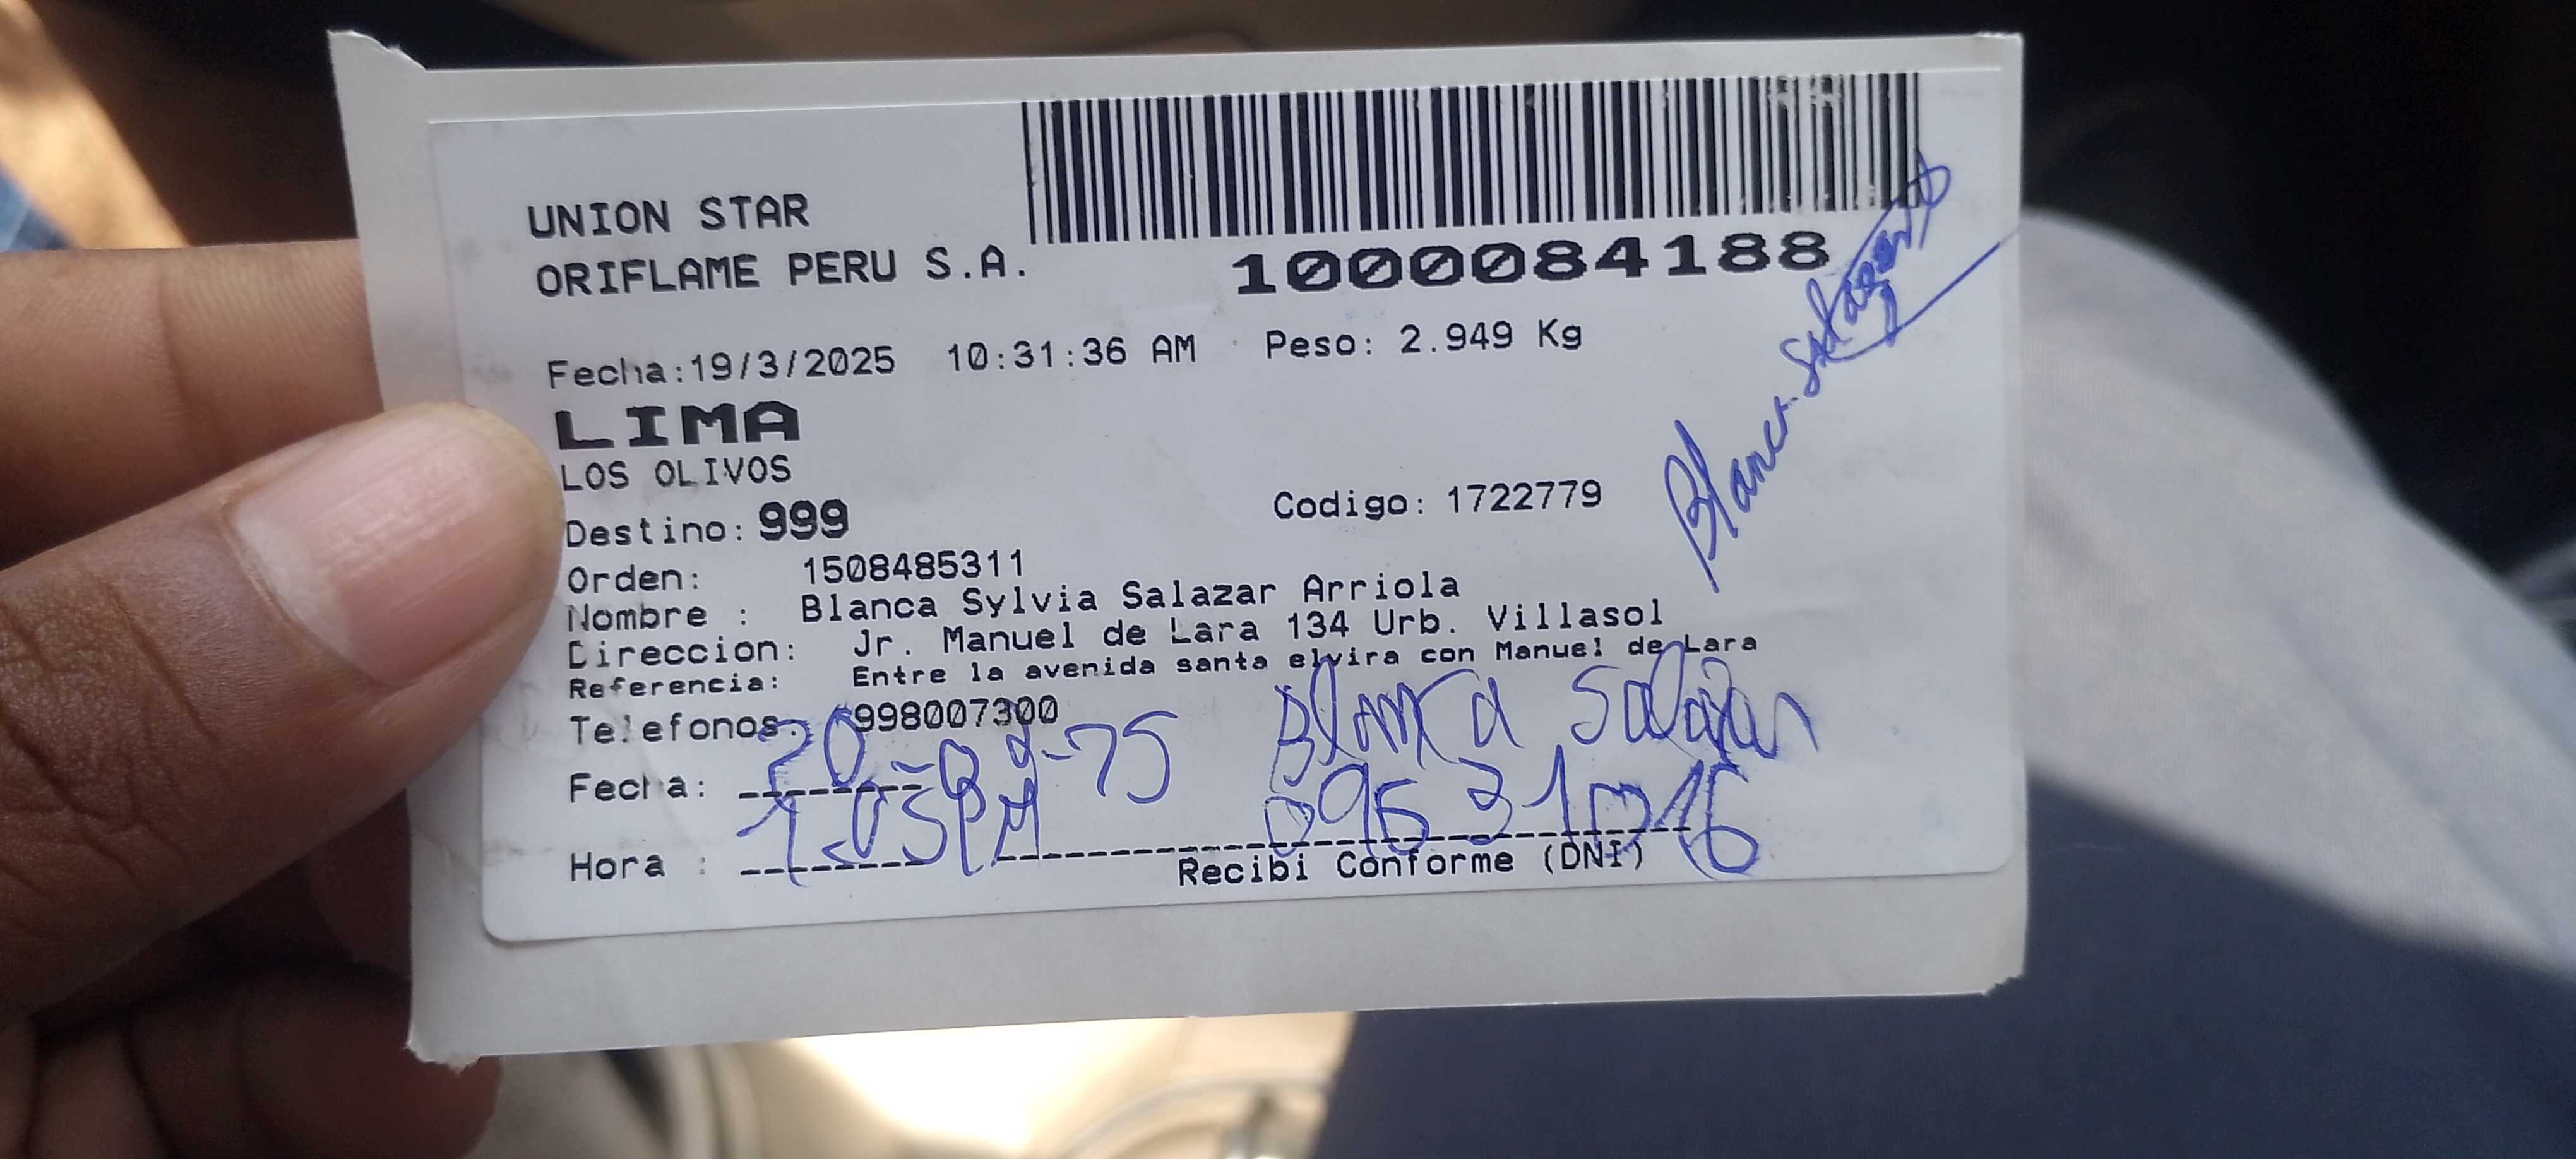 UNION STAR
ORIFLAME PERU S.A.
1000084188
Fecha:19/3/2025 10:31:36 AM Peso: 2.949 Kg
LIMA
LOS OLIVOS
Destino: 999 Codigo: 1722779
Orden: 1508485311
Nombre : Blanca Sylvia Salazar Arriola
Direccion: Jr. Manuel de Lara 134 Urb. Villasol
Referencia: Entre la avenida santa elvira con Manuel de Lara
Telefonos: 998007300
Blanca Salazar
Fecha:
Hora : 1:05PM
Recibi Conforme (DNI)
Blanca